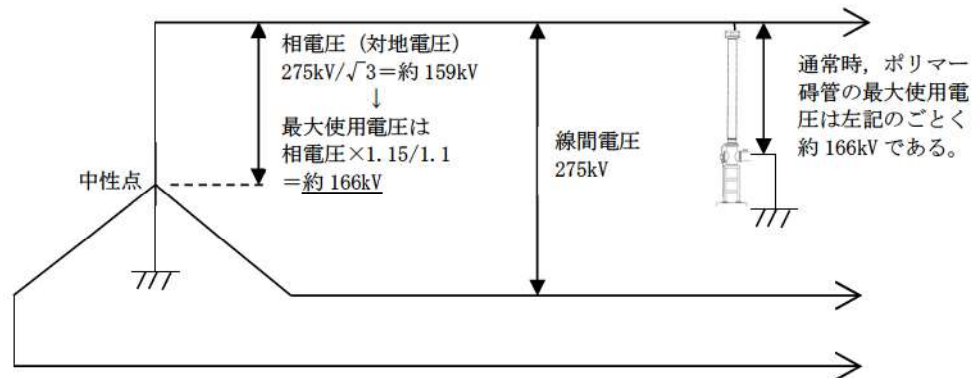 相電圧（対地電圧）
275kV/√3＝約 159kV
↓
最大使用電圧は
相電圧×1.15/1.1
＝約 166kV
中性点
線間電圧
275kV
通常時，ポリマー
碍管の最大使用電
圧は左記のごとく
約 166kV である。